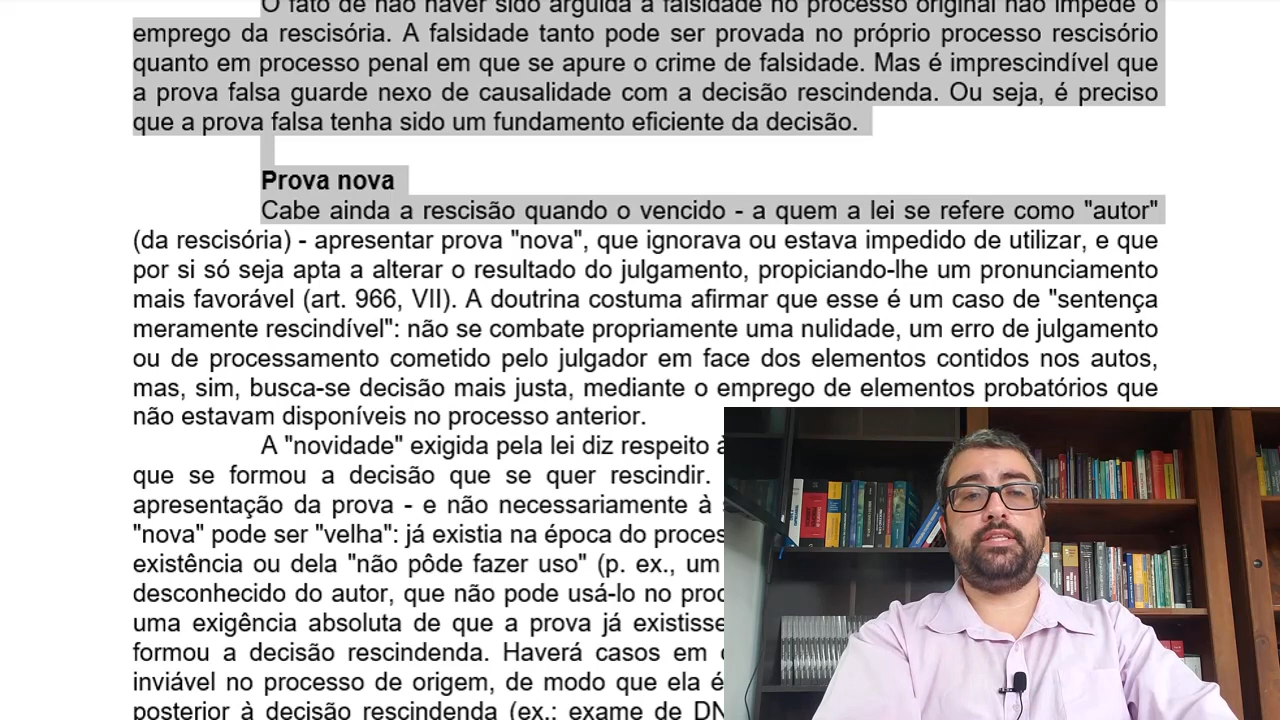 O fato de não haver sido arguida a falsidade no processo original não impede o
emprego da rescisória. A falsidade tanto pode ser provada no próprio processo rescisório
quanto em processo penal em que se apure o crime de falsidade. Mas é imprescindível que
a prova falsa guarde nexo de causalidade com a decisão rescindenda. Ou seja, é preciso
que a prova falsa tenha sido um fundamento eficiente da decisão.
Prova nova
Cabe ainda a rescisão quando o vencido - a quem a lei se refere como "autor"
(da rescisória) - apresentar prova "nova", que ignorava ou estava impedido de utilizar, e que
por si só seja apta a alterar o resultado do julgamento, propiciando-lhe um pronunciamento
mais favorável (art. 966, VII). A doutrina costuma afirmar que esse é um caso de "sentença
meramente rescindível": não se combate propriamente uma nulidade, um erro de julgamento
ou de processamento cometido pelo julgador em face dos elementos contidos nos autos,
mas, sim, busca-se decisão mais justa, mediante o emprego de elementos probatórios que
não estavam disponíveis no processo anterior.
A "novidade" exigida pela lei diz respeito
que se formou a decisão que se quer rescindir.
apresentação da prova - e não necessariamente à
"nova" pode ser "velha": já existia na época do
existência ou dela "não pôde fazer uso" (p. ex., um
desconhecido do autor, que não pode usá-lo no
uma exigência absoluta de que a prova já existisse
formou a decisão rescindenda. Haverá casos em
inviável no processo de origem, de modo que ela é
posterior à decisão rescindenda (ex.: exame de